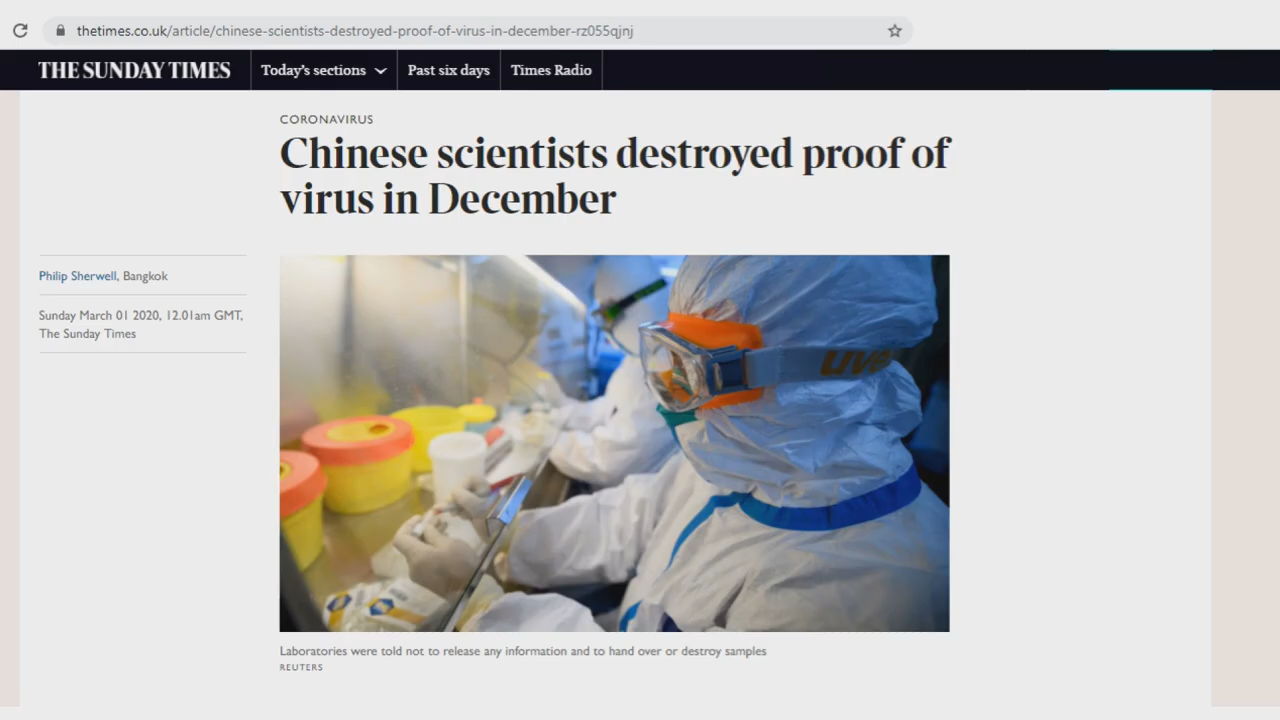 thetimes.co.uk/article/chinese-scientists-destroyed-proof-of-virus-in-december-rz055qjnj
THE SUNDAY TIMES Today's sections Past six days Times Radio
CORONAVIRUS
Chinese scientists destroyed proof of
virus in December
Philip Sherwell, Bangkok
Sunday March 01 2020, 12.01am GMT,
The Sunday Times
uve
Laboratories were told not to release any information and to hand over or destroy samples
REUTERS